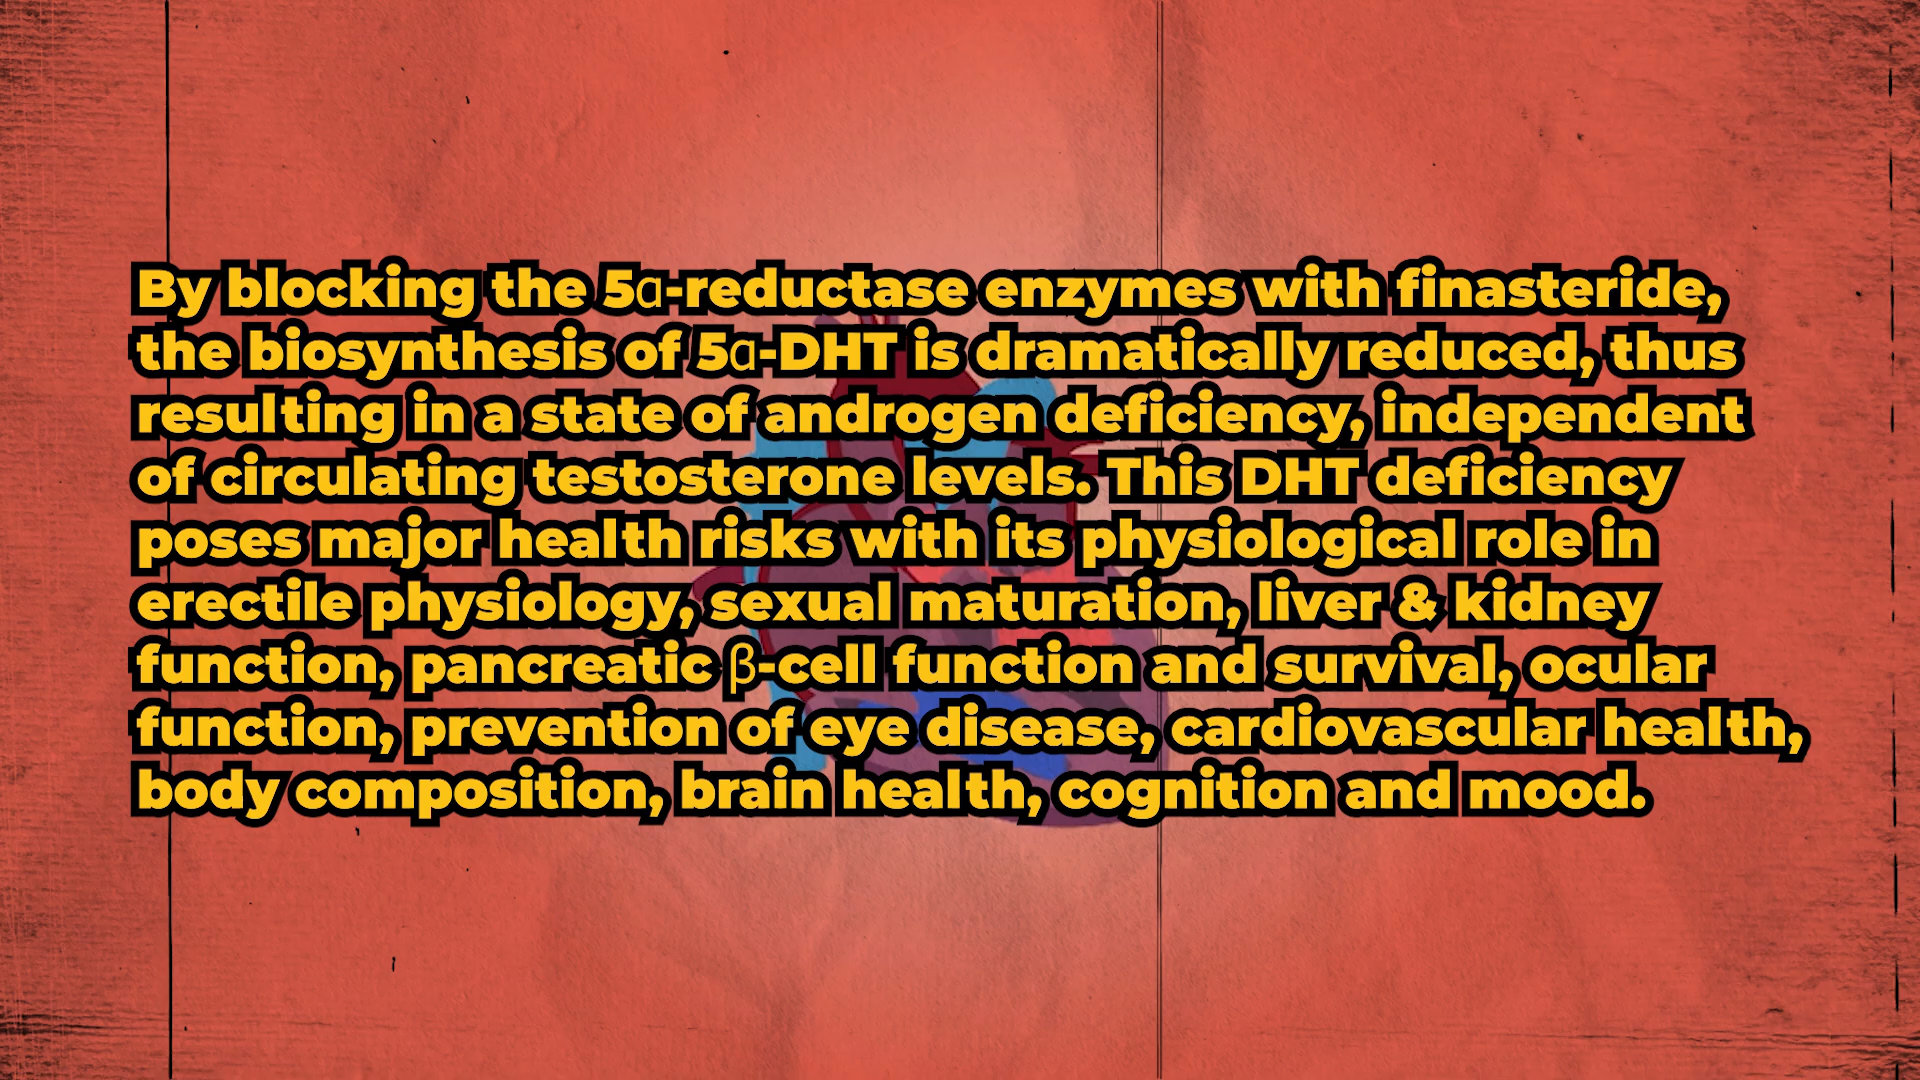 By blocking the 5α-reductase enzymes with finasteride,
the biosynthesis of 5α-DHT is dramatically reduced, thus
resulting in a state of androgen deficiency, independent
of circulating testosterone levels. This DHT deficiency
poses major health risks with its physiological role in
erectile physiology, sexual maturation, liver & kidney
function, pancreatic β-cell function and survival, ocular
function, prevention of eye disease, cardiovascular health,
body composition, brain health, cognition and mood.